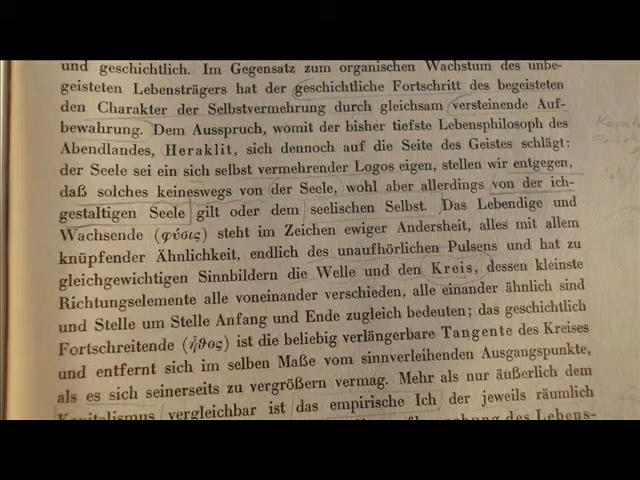 und geschichtlich. Im Gegensatz zum organischen Wachstum des unbe-
geisteten Lebensträgers hat der geschichtliche Fortschritt des begeisteten
den Charakter der Selbstvermehrung durch gleichsam versteinende Auf-
bewahrung. Dem Ausspruch, womit der bisher tiefste Lebensphilosoph des
Abendlandes, Heraklit, sich dennoch auf die Seite des Geistes schlägt:
der Seele sei ein sich selbst vermehrender Logos eigen, stellen wir entgegen,
daß solches keineswegs von der Seele, wohl aber allerdings von der ich-
gestaltigen Seele gilt oder dem seelischen Selbst. Das Lebendige und
Wachsende (φύσις) steht im Zeichen ewiger Andersheit, alles mit allem
knüpfender Ähnlichkeit, endlich des unaufhörlichen Pulsens und hat zu
gleichgewichtigen Sinnbildern die Welle und den Kreis, dessen kleinste
Richtungselemente alle voneinander verschieden, alle einander ähnlich sind
und Stelle um Stelle Anfang und Ende zugleich bedeuten; das geschichtlich
Fortschreitende (ἦθος) ist die beliebig verlängerbare Tangente des Kreises
und entfernt sich im selben Maße vom sinnverleihenden Ausgangspunkte,
als es sich seinerseits zu vergrößern vermag. Mehr als nur äußerlich dem
Kapitalismus vergleichbar ist das empirische Ich der jeweils räumlich
des Lebens-